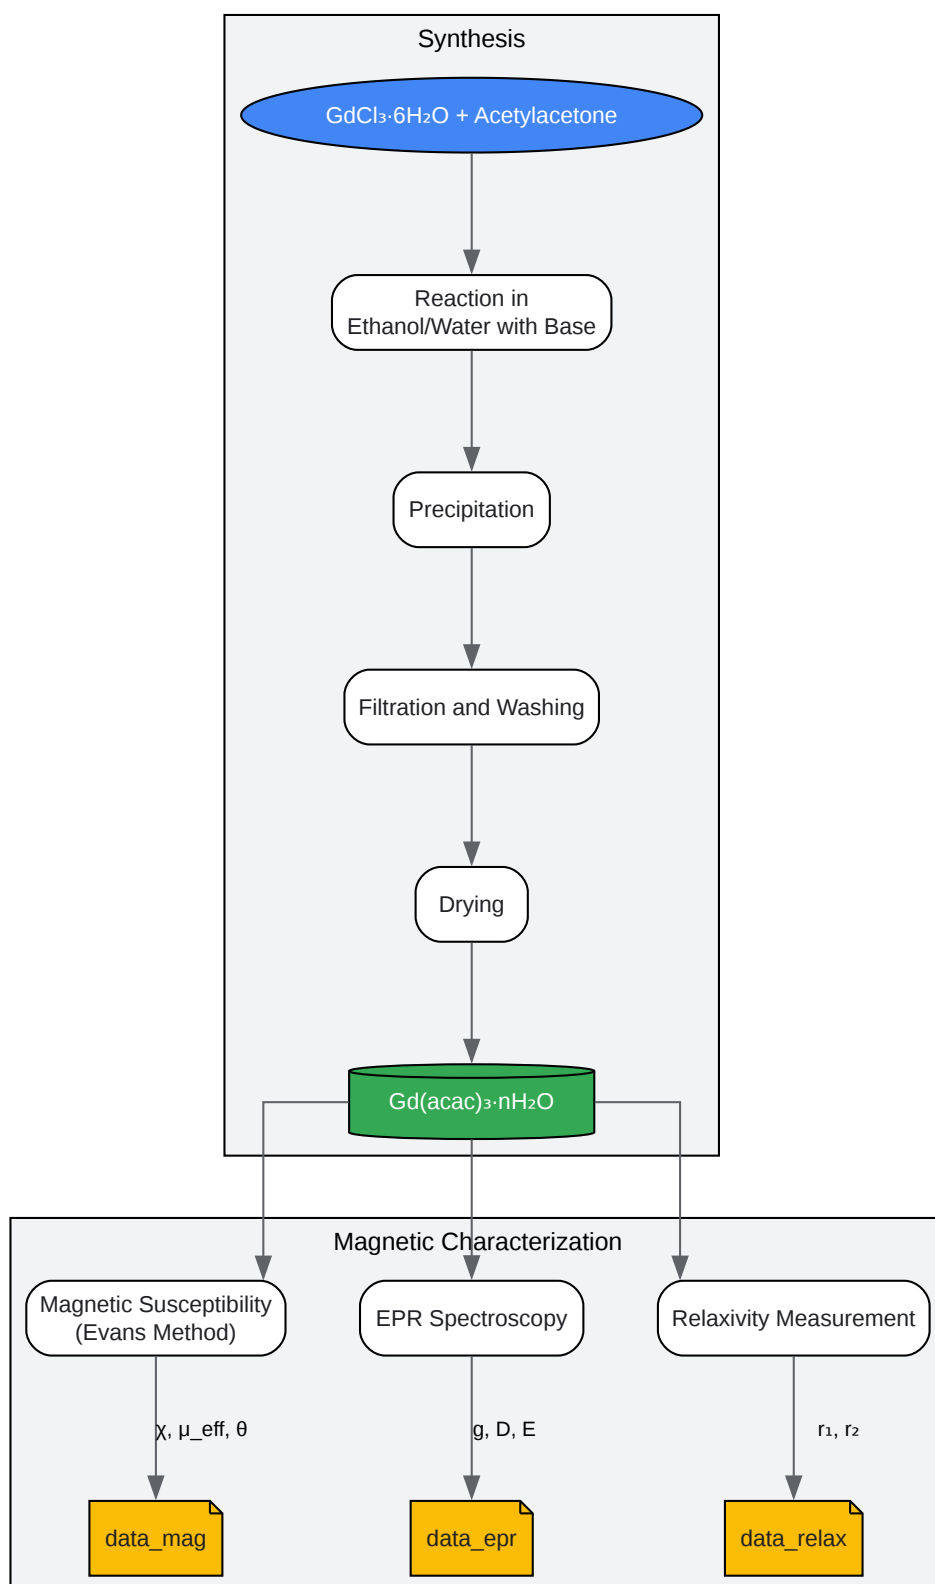 Synthesis
GdCl₃·6H₂O + Acetylacetone
Reaction in
Ethanol/Water with Base
Precipitation
Filtration and Washing
Drying
Gd(acac)₃·nH₂O
Magnetic Characterization
Magnetic Susceptibility
(Evans Method)
EPR Spectroscopy
Relaxivity Measurement
χ, μ_eff, θ
g, D, E
r₁, r₂
data_mag
data_epr
data_relax